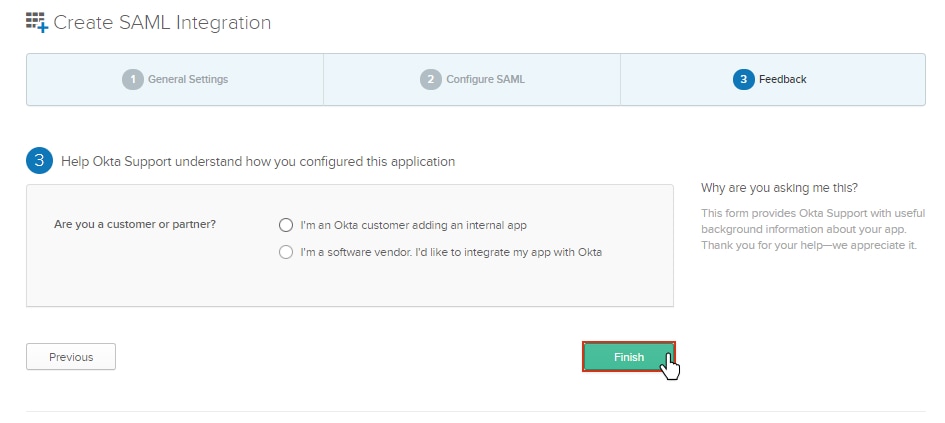 Create SAML Integration
1 General Settings
2 Configure SAML
3 Feedback
3 Help Okta Support understand how you configured this application
Are you a customer or partner?
I'm an Okta customer adding an internal app
I'm a software vendor. I'd like to integrate my app with Okta
Why are you asking me this?
This form provides Okta Support with useful
background information about your app.
Thank you for your help—we appreciate it.
Previous
Finish